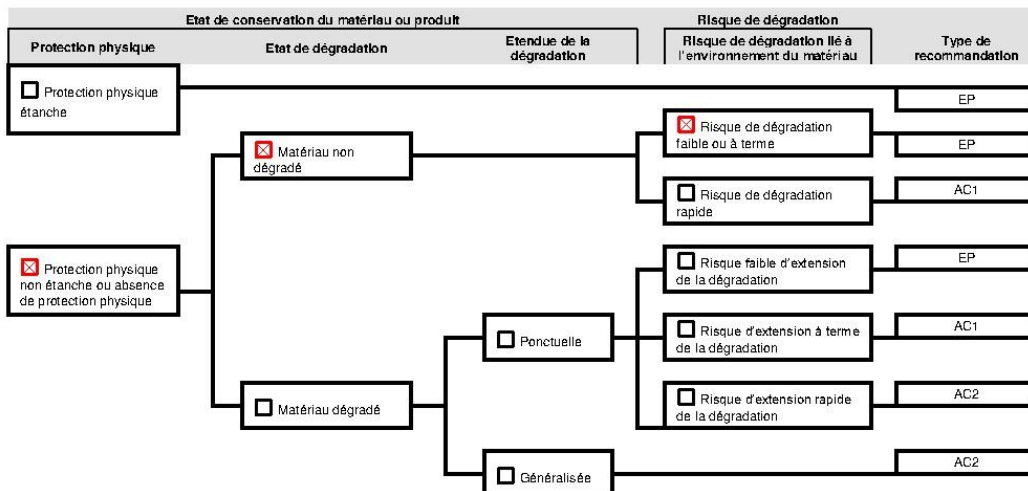 Etat de conservation du matériau ou produit
Risque de dégradation
Protection physique
Etat de dégradation
Etendue de la
dégradation
Risque de dégradation lié à
l'environnement du matériau
Type de
recommandation
Protection physique
étanche
EP
Matériau non
dégradé
Risque de dégradation
faible ou à terme
EP
Risque de dégradation
rapide
AC1
Protection physique
non étanche ou absence
de protection physique
Risque faible d'extension
de la dégradation
EP
Ponctuelle
Risque d'extension à terme
de la dégradation
AC1
Matériau dégradé
Risque d'extension rapide
de la dégradation
AC2
Généralisée
AC2